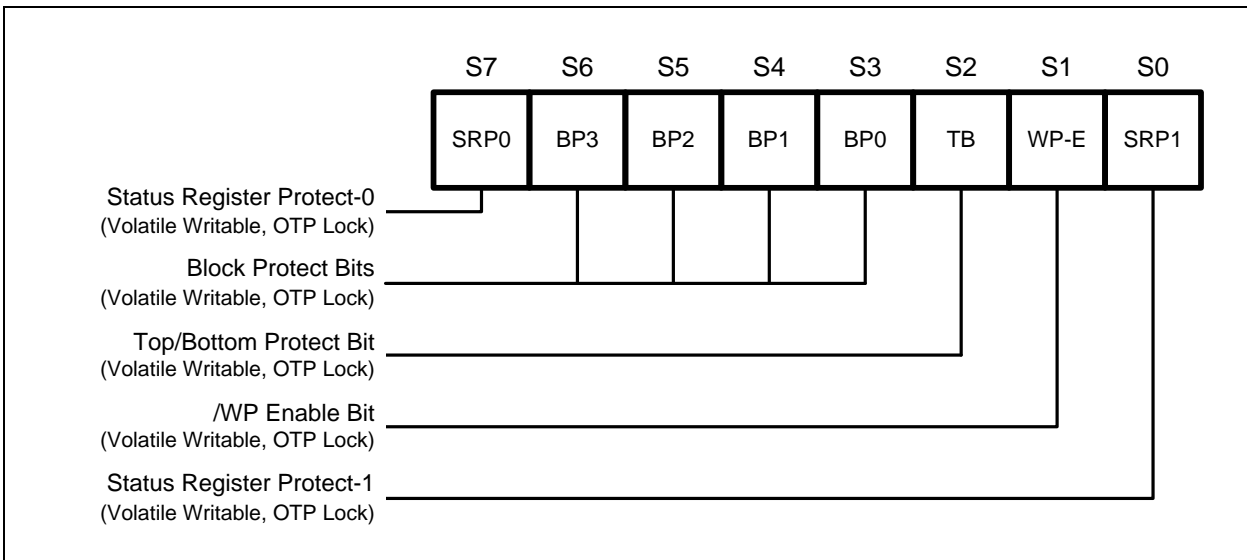 S7 S6 S5 S4 S3 S2 S1 S0
SRP0 BP3 BP2 BP1 BP0 TB WP-E SRP1
Status Register Protect-0
(Volatile Writable, OTP Lock)
Block Protect Bits
(Volatile Writable, OTP Lock)
Top/Bottom Protect Bit
(Volatile Writable, OTP Lock)
/WP Enable Bit
(Volatile Writable, OTP Lock)
Status Register Protect-1
(Volatile Writable, OTP Lock)